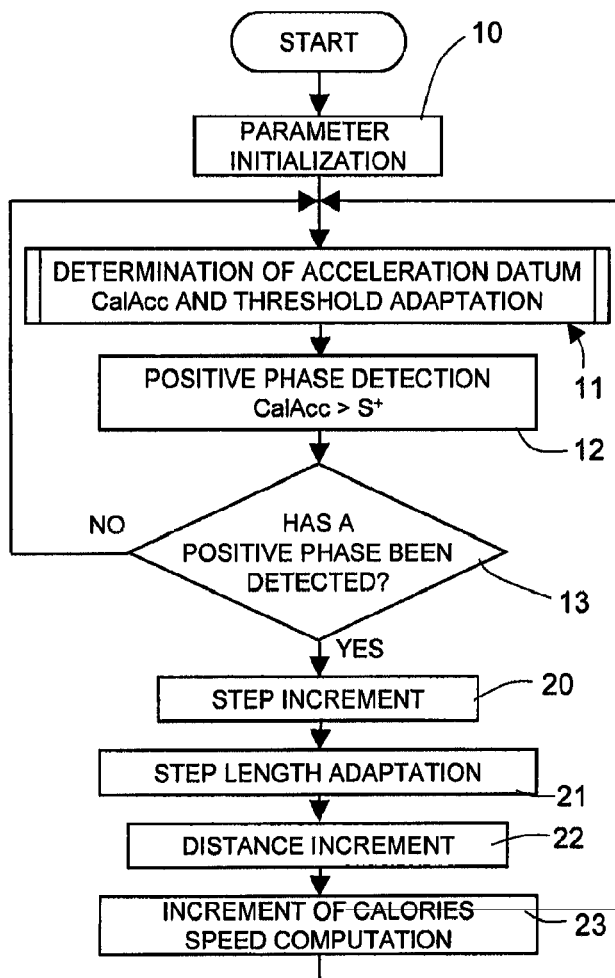 START
10
PARAMETER
INITIALIZATION
DETERMINATION OF ACCELERATION DATUM
CalAcc AND THRESHOLD ADAPTATION
11
POSITIVE PHASE DETECTION
CalAcc > S⁺
12
NO
HAS A
POSITIVE PHASE BEEN
DETECTED?
13
YES
STEP INCREMENT
20
STEP LENGTH ADAPTATION
21
DISTANCE INCREMENT
22
INCREMENT OF CALORIES
SPEED COMPUTATION
23